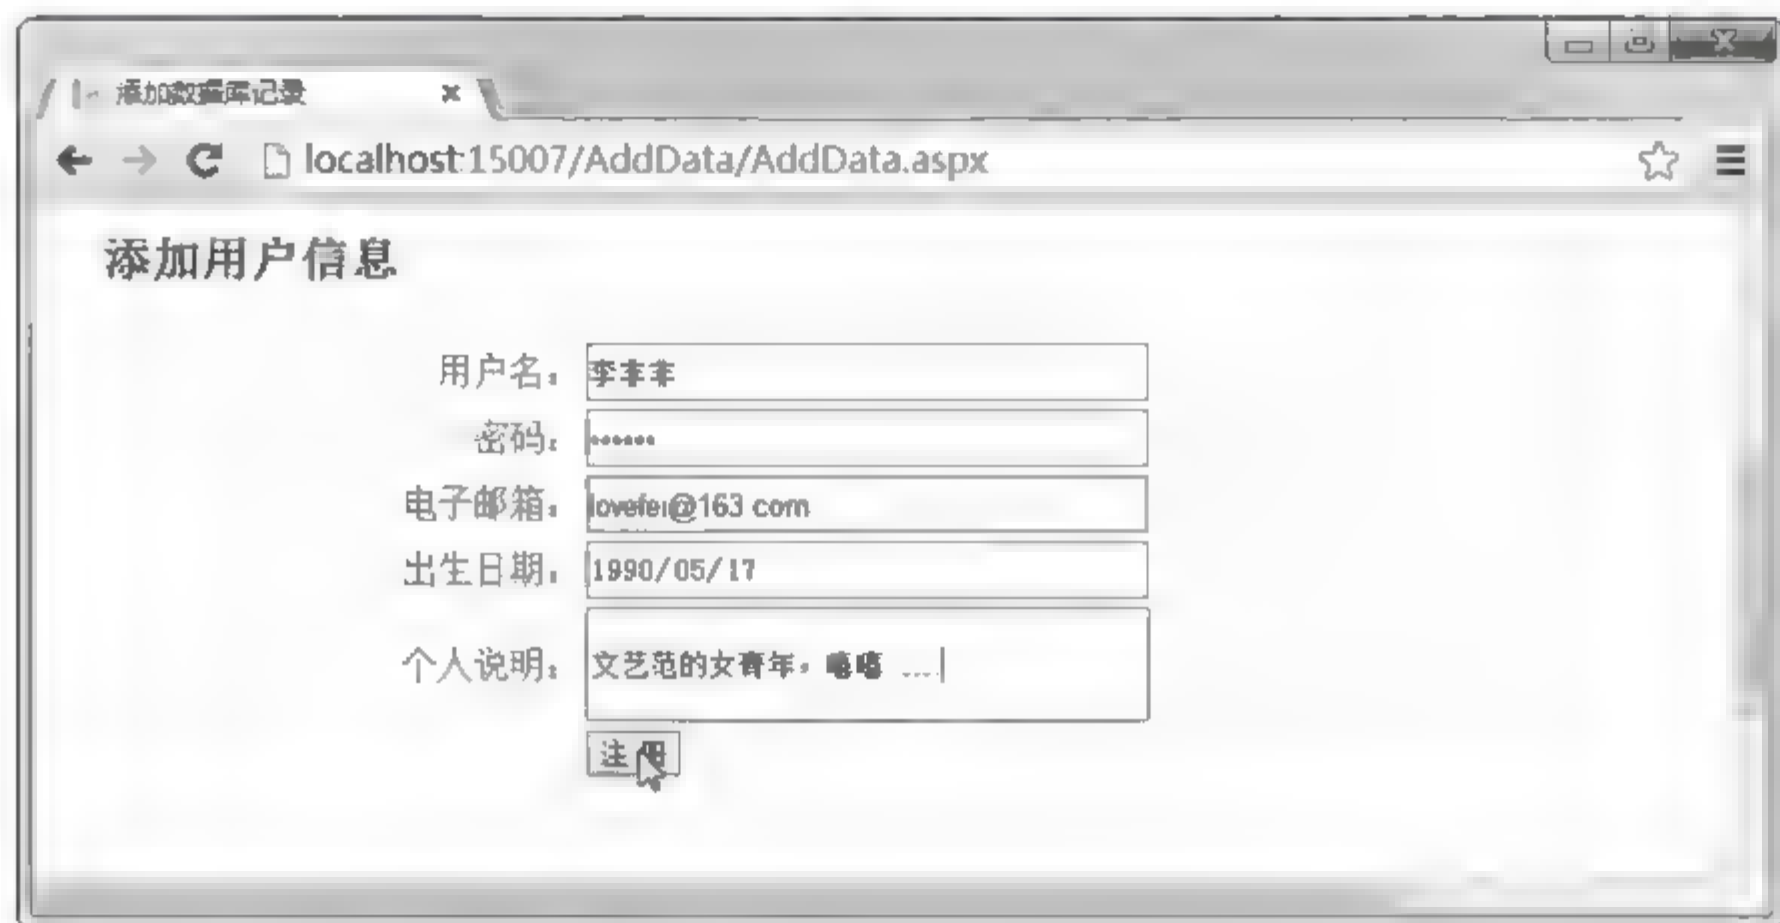 添加数据库记录
localhost:15007/AddData/AddData.aspx
添加用户信息
用户名：李非非
密码：••••••
电子邮箱：lovefei@163.com
出生日期：1990/05/17
个人说明：文艺范的女青年，嘻嘻 ....
注 册